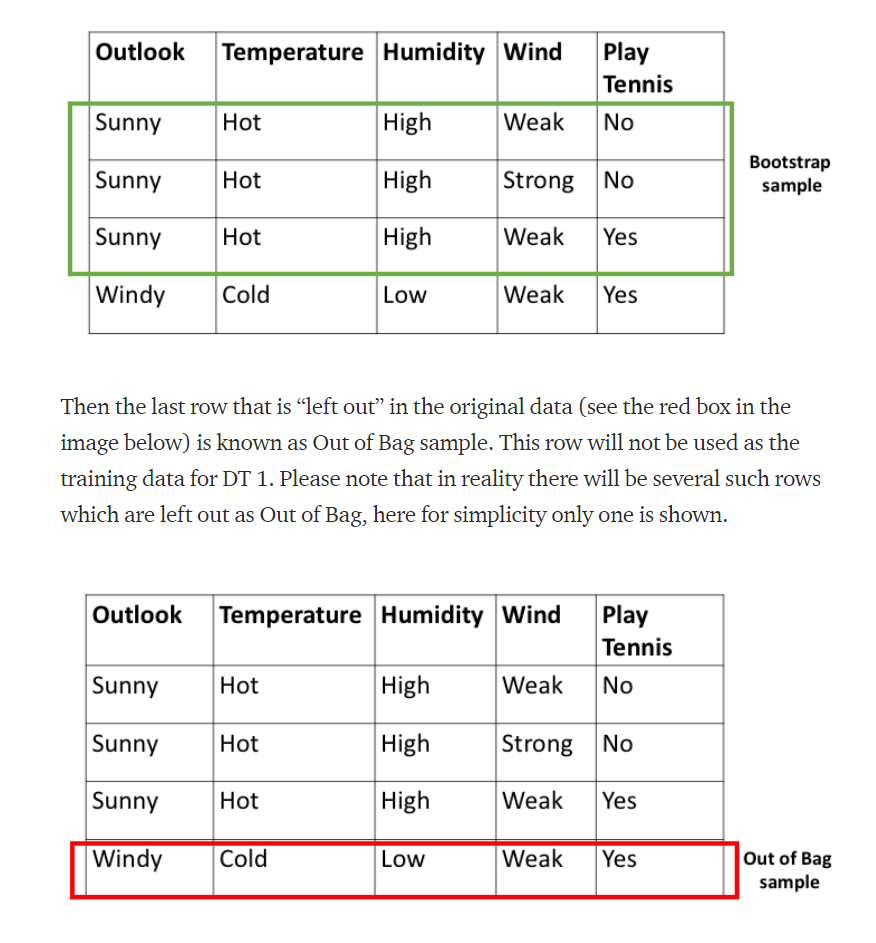 Outlook Temperature Humidity Wind Play Tennis
Sunny Hot High Weak No
Sunny Hot High Strong No
Sunny Hot High Weak Yes
Windy Cold Low Weak Yes
Bootstrap
sample
Then the last row that is “left out” in the original data (see the red box in the
image below) is known as Out of Bag sample. This row will not be used as the
training data for DT 1. Please note that in reality there will be several such rows
which are left out as Out of Bag, here for simplicity only one is shown.
Outlook Temperature Humidity Wind Play Tennis
Sunny Hot High Weak No
Sunny Hot High Strong No
Sunny Hot High Weak Yes
Windy Cold Low Weak Yes
Out of Bag
sample